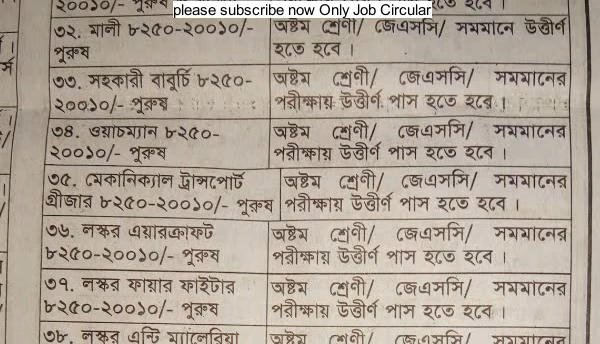 ২০০১০/- পুরুষ
please subscribe now Only Job Circular
৩২. মালী ৮২৫০-২০০১০/-
পুরুষ
অষ্টম শ্রেণী/ জেএসসি/ সমমানে উত্তীর্ণ
হতে হবে ।
৩৩. সহকারী বাবুর্চি ৮২৫০-
২০০১০/- পুরুষ
অষ্টম শ্রেণী/ জেএসসি/ সমমানের
পরীক্ষায় উত্তীর্ণ পাস হতে হবে ।
৩৪. ওয়াচম্যান ৮২৫০-
২০০১০/- পুরুষ
অষ্টম শ্রেণী/ জেএসসি/ সমমানের
পরীক্ষায় উত্তীর্ণ পাস হতে হবে ।
৩৫. মেকানিক্যাল ট্রান্সপোর্ট
গ্রীজার ৮২৫০-২০০১০/- পুরুষ
অষ্টম শ্রেণী/ জেএসসি/ সমমানের
পরীক্ষায় উত্তীর্ণ পাস হতে হবে ।
৩৬. লস্কর এয়ারক্রাফট
৮২৫০-২০০১০/- পুরুষ
অষ্টম শ্রেণী/ জেএসসি/ সমমানের
পরীক্ষায় উত্তীর্ণ পাস হতে হবে ।
৩৭. লস্কর ফায়ার ফাইটার
৮২৫০-২০০১০/- পুরুষ
অষ্টম শ্রেণী/ জেএসসি/ সমমানের
পরীক্ষায় উত্তীর্ণ পাস হতে হবে ।
৩৮. লস্কর এন্টি ম্যালেরিয়া
অষ্টম শ্রেণী/ জেএসসি/ সমমানের